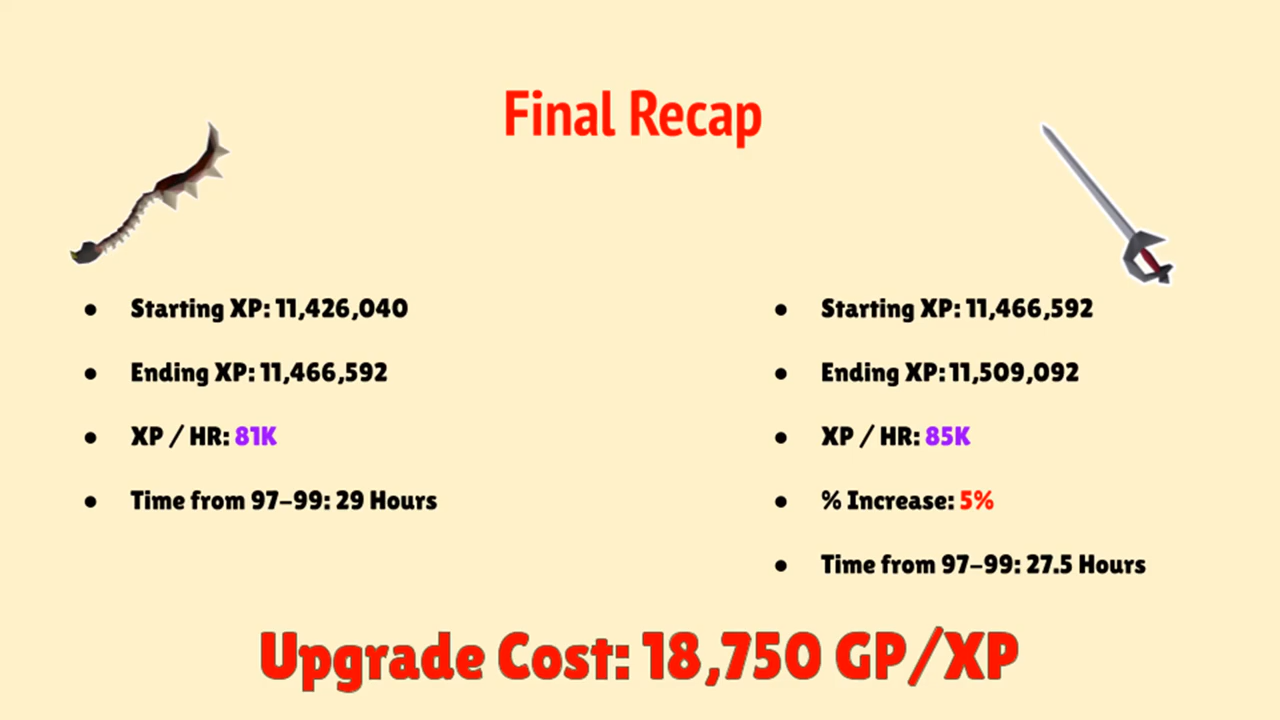 Final Recap
Starting XP: 11,426,040
Ending XP: 11,466,592
XP / HR: 81K
Time from 97-99: 29 Hours
Starting XP: 11,466,592
Ending XP: 11,509,092
XP / HR: 85K
% Increase: 5%
Time from 97-99: 27.5 Hours
Upgrade Cost: 18,750 GP/XP